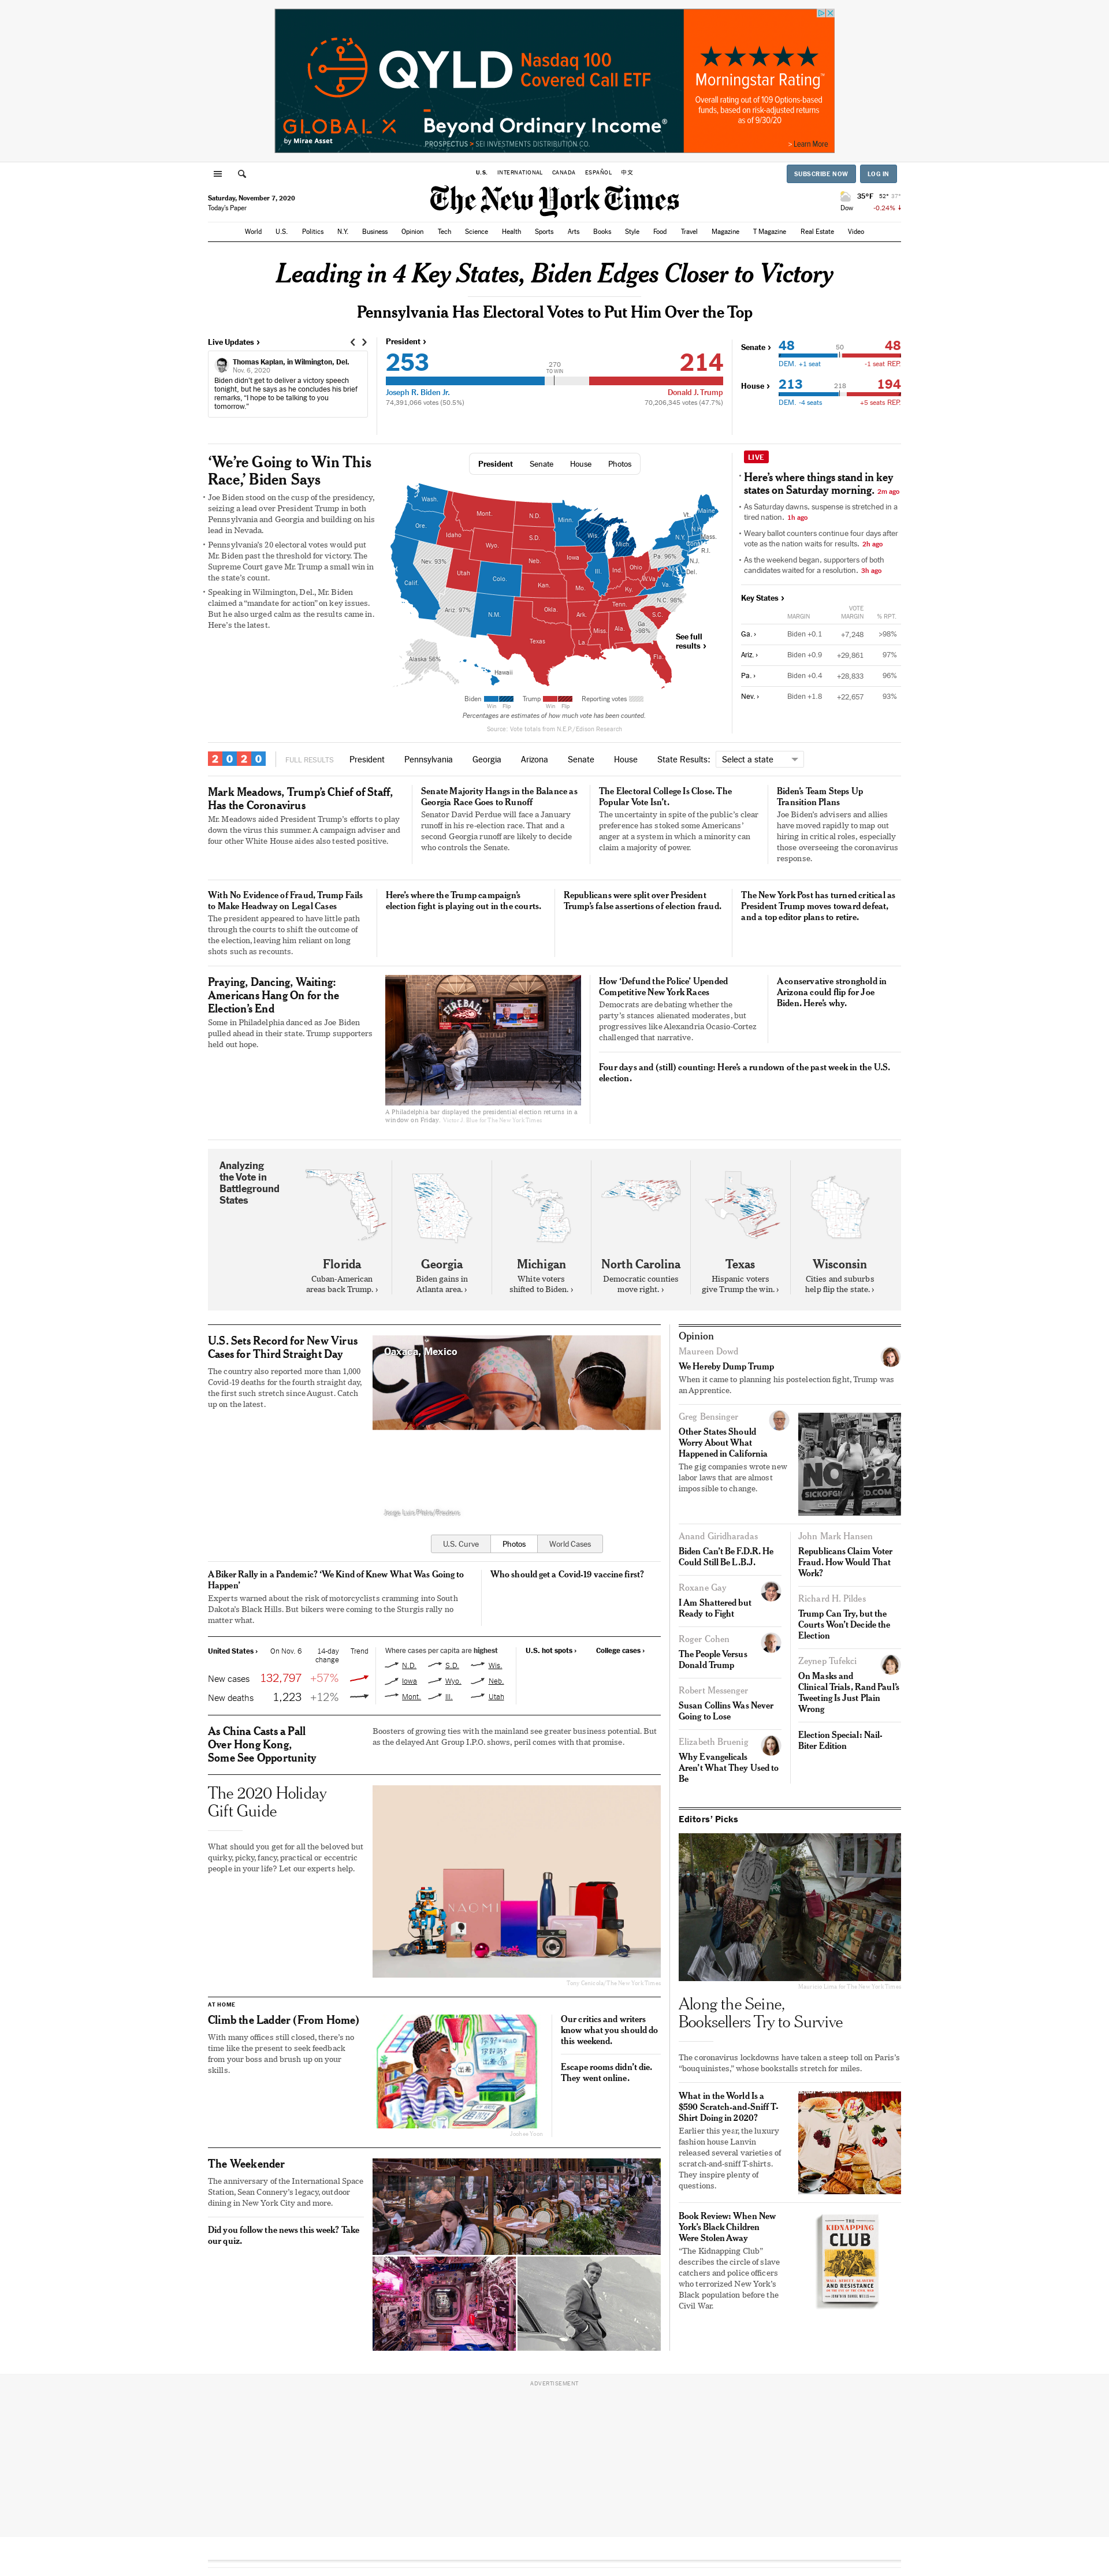 QYLD
Nasdaq 100
Covered Call ETF
GLOBAL X
by Mirae Asset
Beyond Ordinary Income®
PROSPECTUS > SEI INVESTMENTS DISTRIBUTION CO.
Morningstar Rating™
Overall rating out of 109 Options-based
funds, based on risk-adjusted returns
as of 9/30/20
> Learn More
U.S. INTERNATIONAL CANADA ESPAÑOL 中文
SUBSCRIBE NOW
LOG IN
Saturday, November 7, 2020
Today's Paper
The New York Times
35°F 52° 37°
Dow -0.24% ↓
World U.S. Politics N.Y. Business Opinion Tech Science Health Sports Arts Books Style Food Travel Magazine T Magazine Real Estate Video
Leading in 4 Key States, Biden Edges Closer to Victory
Pennsylvania Has Electoral Votes to Put Him Over the Top
Live Updates ›
Thomas Kaplan, in Wilmington, Del.
Nov. 6, 2020
Biden didn't get to deliver a victory speech
tonight, but he says as he concludes his brief
remarks, "I hope to be talking to you
tomorrow."
President ›
253
270
TO WIN
214
Joseph R. Biden Jr.
Donald J. Trump
74,391,066 votes (50.5%)
70,206,345 votes (47.7%)
Senate ›
48
50
48
DEM. +1 seat
-1 seat REP.
House ›
213
218
194
DEM. -4 seats
+5 seats REP.
'We're Going to Win This
Race,' Biden Says
Joe Biden stood on the cusp of the presidency,
seizing a lead over President Trump in both
Pennsylvania and Georgia and building on his
lead in Nevada.
Pennsylvania's 20 electoral votes would put
Mr. Biden past the threshold for victory. The
Supreme Court gave Mr. Trump a small win in
the state's count.
Speaking in Wilmington, Del., Mr. Biden
claimed a "mandate for action" on key issues.
But he also urged calm as the results came in.
Here's the latest.
President Senate House Photos
Wash.
Mont.
N.D.
Minn.
Vt.
Maine
Ore.
Idaho
S.D.
Wis.
Mich.
N.Y.
N.H.
Mass.
Conn.
R.I.
Wyo.
Nev. 93%
Neb.
Iowa
Pa. 96%
N.J.
Utah
Colo.
Ill.
Ind.
Ohio
Md.
Del.
Calif.
Kan.
Mo.
Ky.
W.Va.
Va.
Ariz. 97%
N.M.
Okla.
Ark.
Tenn.
N.C. 98%
S.C.
Texas
La.
Miss.
Ala.
Ga.
>98%
Fla.
Alaska 56%
Hawaii
See full
results ›
Biden
Trump
Reporting votes
Win Flip
Win Flip
Percentages are estimates of how much vote has been counted.
Source: Vote totals from N.E.P./Edison Research
LIVE
Here's where things stand in key
states on Saturday morning. 2m ago
As Saturday dawns, suspense is stretched in a
tired nation. 1h ago
Weary ballot counters continue four days after
vote as the nation waits for results. 2h ago
As the weekend began, supporters of both
candidates waited for a resolution. 3h ago
Key States ›
MARGIN
VOTE
MARGIN
% RPT.
Ga. › Biden +0.1 +7,248 >98%
Ariz. › Biden +0.9 +29,861 97%
Pa. › Biden +0.4 +28,833 96%
Nev. › Biden +1.8 +22,657 93%
2020
FULL RESULTS President Pennsylvania Georgia Arizona Senate House State Results: Select a state
Mark Meadows, Trump's Chief of Staff,
Has the Coronavirus
Mr. Meadows aided President Trump's efforts to play
down the virus this summer. A campaign adviser and
four other White House aides also tested positive.
Senate Majority Hangs in the Balance as
Georgia Race Goes to Runoff
Senator David Perdue will face a January
runoff in his re-election race. That and a
second Georgia runoff are likely to decide
who controls the Senate.
The Electoral College Is Close. The
Popular Vote Isn't.
The uncertainty in spite of the public's clear
preference has stoked some Americans'
anger at a system in which a minority can
claim a majority of power.
Biden's Team Steps Up
Transition Plans
Joe Biden's advisers and allies
have moved rapidly to map out
hiring in critical roles, especially
those overseeing the coronavirus
response.
With No Evidence of Fraud, Trump Fails
to Make Headway on Legal Cases
The president appeared to have little path
through the courts to shift the outcome of
the election, leaving him reliant on long
shots such as recounts.
Here's where the Trump campaign's
election fight is playing out in the courts.
Republicans were split over President
Trump's false assertions of election fraud.
The New York Post has turned critical as
President Trump moves toward defeat,
and a top editor plans to retire.
Praying, Dancing, Waiting:
Americans Hang On for the
Election's End
Some in Philadelphia danced as Joe Biden
pulled ahead in their state. Trump supporters
held out hope.
FIREBALL
A Philadelphia bar displayed the presidential election returns in a
window on Friday. Victor J. Blue for The New York Times
How 'Defund the Police' Upended
Competitive New York Races
Democrats are debating whether the
party's stances alienated moderates, but
progressives like Alexandria Ocasio-Cortez
challenged that narrative.
A conservative stronghold in
Arizona could flip for Joe
Biden. Here's why.
Four days and (still) counting: Here's a rundown of the past week in the U.S.
election.
Analyzing
the Vote in
Battleground
States
Florida
Cuban-American
areas back Trump. ›
Georgia
Biden gains in
Atlanta area. ›
Michigan
White voters
shifted to Biden. ›
North Carolina
Democratic counties
move right. ›
Texas
Hispanic voters
give Trump the win. ›
Wisconsin
Cities and suburbs
help flip the state. ›
U.S. Sets Record for New Virus
Cases for Third Straight Day
The country also reported more than 1,000
Covid-19 deaths for the fourth straight day,
the first such stretch since August. Catch
up on the latest.
Oaxaca, Mexico
Jorge Luis Plata/Reuters
U.S. Curve Photos World Cases
A Biker Rally in a Pandemic? 'We Kind of Knew What Was Going to
Happen'
Experts warned about the risk of motorcyclists cramming into South
Dakota's Black Hills. But bikers were coming to the Sturgis rally no
matter what.
Who should get a Covid-19 vaccine first?
United States › On Nov. 6 14-day
change Trend
New cases 132,797 +57%
New deaths 1,223 +12%
Where cases per capita are highest
N.D. S.D. Wis.
Iowa Wyo. Neb.
Mont. Ill. Utah
U.S. hot spots › College cases ›
As China Casts a Pall
Over Hong Kong,
Some See Opportunity
Boosters of growing ties with the mainland see greater business potential. But
as the delayed Ant Group I.P.O. shows, peril comes with that promise.
The 2020 Holiday
Gift Guide
What should you get for all the beloved but
quirky, picky, fancy, practical or eccentric
people in your life? Let our experts help.
NAOMI
Tony Cenicola/The New York Times
AT HOME
Climb the Ladder (From Home)
With many offices still closed, there's no
time like the present to seek feedback
from your boss and brush up on your
skills.
Our critics and writers
know what you should do
this weekend.
Escape rooms didn't die.
They went online.
The Weekender
The anniversary of the International Space
Station, Sean Connery's legacy, outdoor
dining in New York City and more.
Did you follow the news this week? Take
our quiz.
Opinion
Maureen Dowd
We Hereby Dump Trump
When it came to planning his postelection fight, Trump was
an Apprentice.
Greg Bensinger
Other States Should
Worry About What
Happened in California
The gig companies wrote new
labor laws that are almost
impossible to change.
Anand Giridharadas
Biden Can't Be F.D.R. He
Could Still Be L.B.J.
Roxane Gay
I Am Shattered but
Ready to Fight
Roger Cohen
The People Versus
Donald Trump
Robert Messenger
Susan Collins Was Never
Going to Lose
Elizabeth Bruenig
Why Evangelicals
Aren't What They Used to
Be
John Mark Hansen
Republicans Claim Voter
Fraud. How Would That
Work?
Richard H. Pildes
Trump Can Try, but the
Courts Won't Decide the
Election
Zeynep Tufekci
On Masks and
Clinical Trials, Rand Paul's
Tweeting Is Just Plain
Wrong
Election Special: Nail-
Biter Edition
Editors' Picks
Mauricio Lima for The New York Times
Along the Seine,
Booksellers Try to Survive
The coronavirus lockdowns have taken a steep toll on Paris's
"bouquinistes," whose bookstalls stretch for miles.
What in the World Is a
$590 Scratch-and-Sniff T-
Shirt Doing in 2020?
Earlier this year, the luxury
fashion house Lanvin
released several varieties of
scratch-and-sniff T-shirts.
They inspire plenty of
questions.
Book Review: When New
York's Black Children
Were Stolen Away
"The Kidnapping Club"
describes the circle of slave
catchers and police officers
who terrorized New York's
Black population before the
Civil War.
THE
KIDNAPPING
CLUB
AND RESISTANCE
ADVERTISEMENT